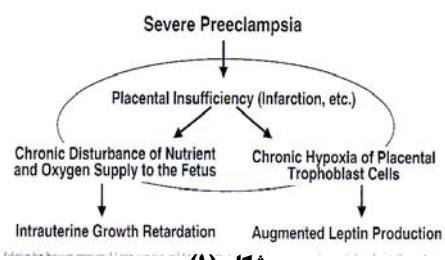 Severe Preeclampsia
Placental Insufficiency (Infarction, etc.)
Chronic Disturbance of Nutrient
and Oxygen Supply to the Fetus
Chronic Hypoxia of Placental
Trophoblast Cells
Intrauterine Growth Retardation
Augmented Leptin Production